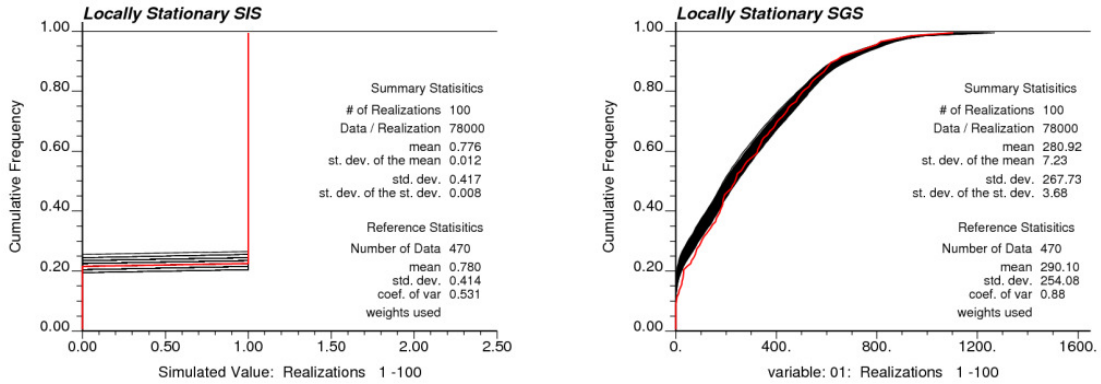 Locally Stationary SIS
Cumulative Frequency
1.00
0.80
0.60
0.40
0.20
0.00
0.00 0.50 1.00 1.50 2.00 2.50
Simulated Value: Realizations 1 -100
Summary Statisitics
# of Realizations 100
Data / Realization 78000
mean 0.776
st. dev. of the mean 0.012
std. dev. 0.417
st. dev. of the st. dev. 0.008
Reference Statisitics
Number of Data 470
mean 0.780
std. dev. 0.414
coef. of var 0.531
weights used
Locally Stationary SGS
Cumulative Frequency
1.00
0.80
0.60
0.40
0.20
0.00
0. 400. 800. 1200. 1600.
variable: 01: Realizations 1 -100
Summary Statisitics
# of Realizations 100
Data / Realization 78000
mean 280.92
st. dev. of the mean 7.23
std. dev. 267.73
st. dev. of the st. dev. 3.68
Reference Statisitics
Number of Data 470
mean 290.10
std. dev. 254.08
coef. of var 0.88
weights used